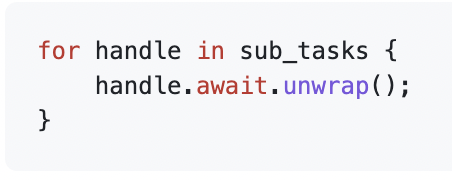 for handle in sub_tasks {
    handle.await.unwrap();
}